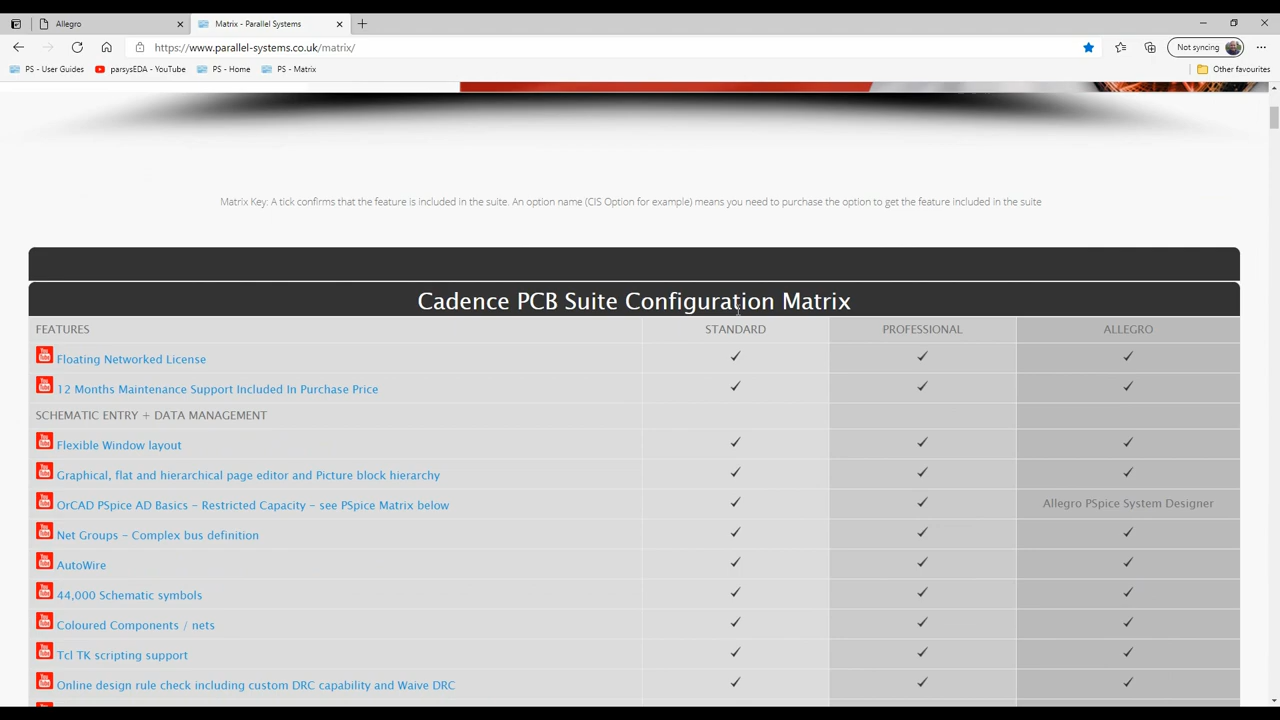 Allegro
Matrix - Parallel Systems
https://www.parallel-systems.co.uk/matrix/
Not syncing
PS - User Guides
parsysEDA - YouTube
PS - Home
PS - Matrix
Other favourites
Matrix Key: A tick confirms that the feature is included in the suite. An option name (CIS Option for example) means you need to purchase the option to get the feature included in the suite
Cadence PCB Suite Configuration Matrix
FEATURES STANDARD PROFESSIONAL ALLEGRO
Floating Networked License ✓ ✓ ✓
12 Months Maintenance Support Included In Purchase Price ✓ ✓ ✓
SCHEMATIC ENTRY + DATA MANAGEMENT
Flexible Window layout ✓ ✓ ✓
Graphical, flat and hierarchical page editor and Picture block hierarchy ✓ ✓ ✓
OrCAD PSpice AD Basics – Restricted Capacity – see PSpice Matrix below ✓ ✓ Allegro PSpice System Designer
Net Groups – Complex bus definition ✓ ✓ ✓
AutoWire ✓ ✓ ✓
44,000 Schematic symbols ✓ ✓ ✓
Coloured Components / nets ✓ ✓ ✓
Tcl TK scripting support ✓ ✓ ✓
Online design rule check including custom DRC capability and Waive DRC ✓ ✓ ✓